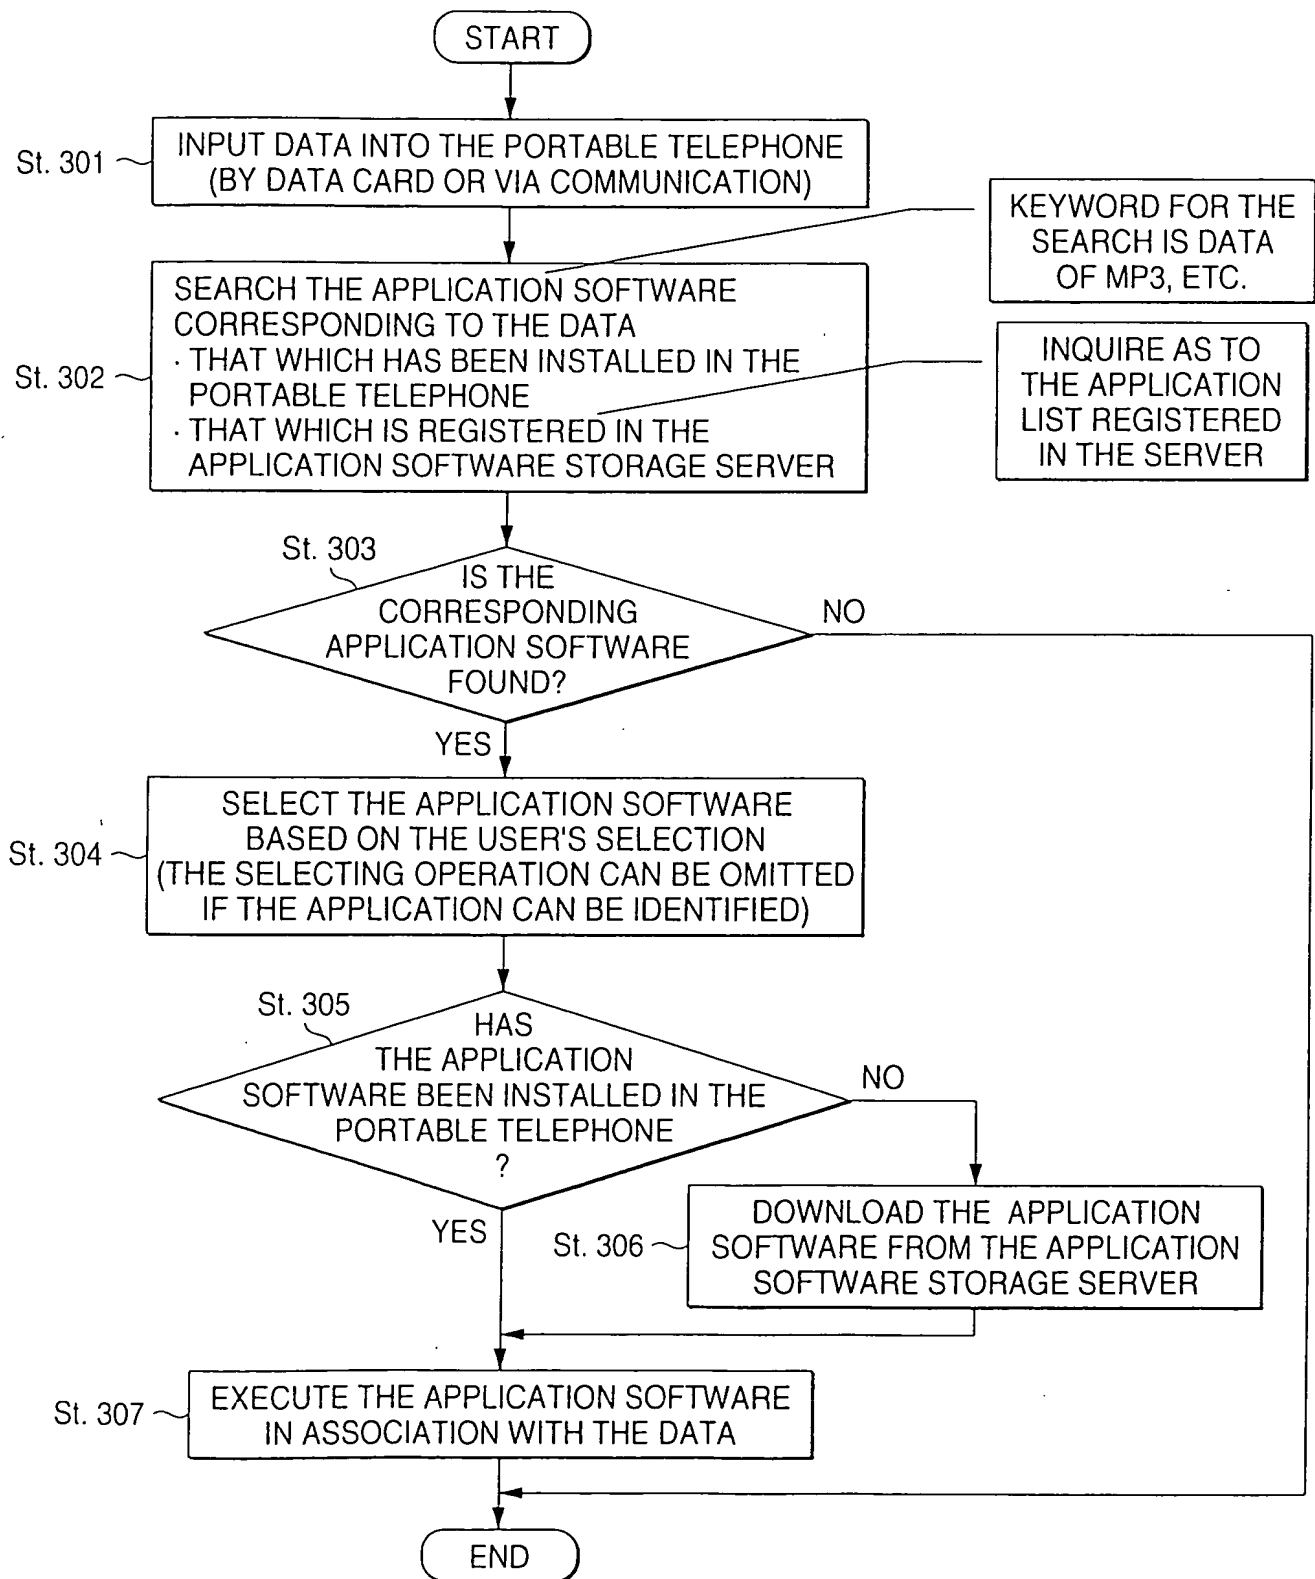 START
St. 301
INPUT DATA INTO THE PORTABLE TELEPHONE
(BY DATA CARD OR VIA COMMUNICATION)
KEYWORD FOR THE
SEARCH IS DATA
OF MP3, ETC.
St. 302
SEARCH THE APPLICATION SOFTWARE
CORRESPONDING TO THE DATA
· THAT WHICH HAS BEEN INSTALLED IN THE
PORTABLE TELEPHONE
· THAT WHICH IS REGISTERED IN THE
APPLICATION SOFTWARE STORAGE SERVER
INQUIRE AS TO
THE APPLICATION
LIST REGISTERED
IN THE SERVER
St. 303
IS THE
CORRESPONDING
APPLICATION SOFTWARE
FOUND?
NO
YES
St. 304
SELECT THE APPLICATION SOFTWARE
BASED ON THE USER'S SELECTION
(THE SELECTING OPERATION CAN BE OMITTED
IF THE APPLICATION CAN BE IDENTIFIED)
St. 305
HAS
THE APPLICATION
SOFTWARE BEEN INSTALLED IN THE
PORTABLE TELEPHONE
?
NO
YES
St. 306
DOWNLOAD THE APPLICATION
SOFTWARE FROM THE APPLICATION
SOFTWARE STORAGE SERVER
St. 307
EXECUTE THE APPLICATION SOFTWARE
IN ASSOCIATION WITH THE DATA
END